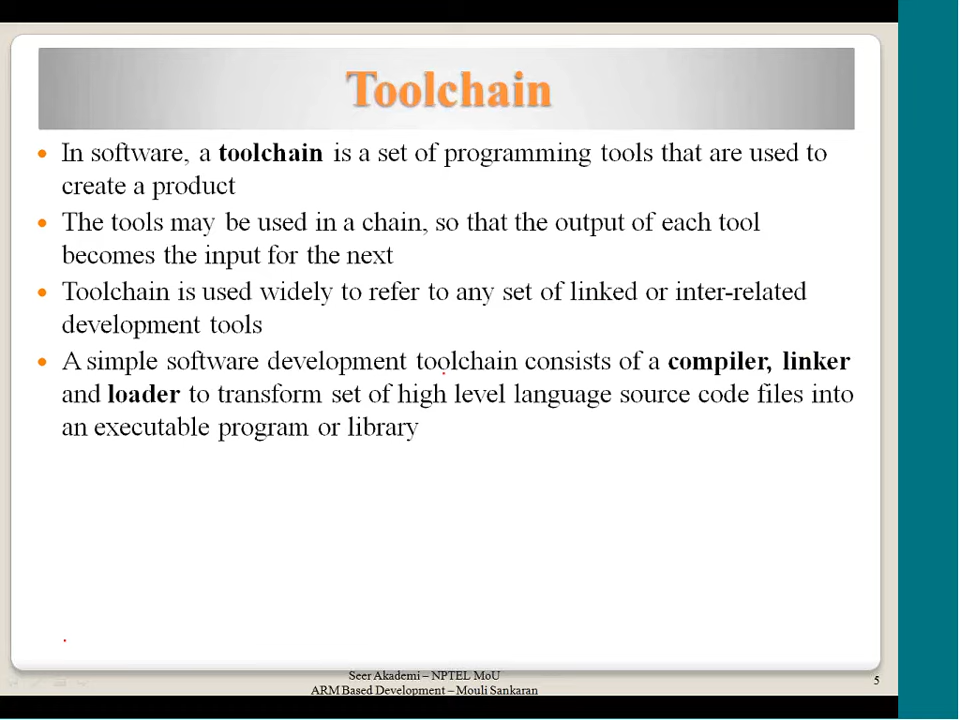 Toolchain
In software, a toolchain is a set of programming tools that are used to
create a product
The tools may be used in a chain, so that the output of each tool
becomes the input for the next
Toolchain is used widely to refer to any set of linked or inter-related
development tools
A simple software development toolchain consists of a compiler, linker
and loader to transform set of high level language source code files into
an executable program or library
Seer Akademi – NPTEL MoU
ARM Based Development – Mouli Sankaran
5